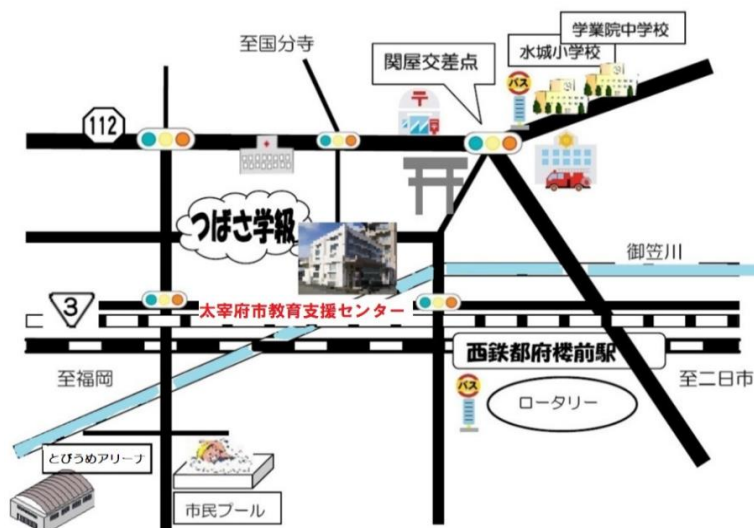 学業院中学校
水城小学校
至国分寺
関屋交差点
バス
〒
112
つばさ学級
御笠川
3
太宰府市教育支援センター
西鉄都府楼前駅
至福岡
至二日市
バス
ロータリー
とびうめアリーナ
市民プール